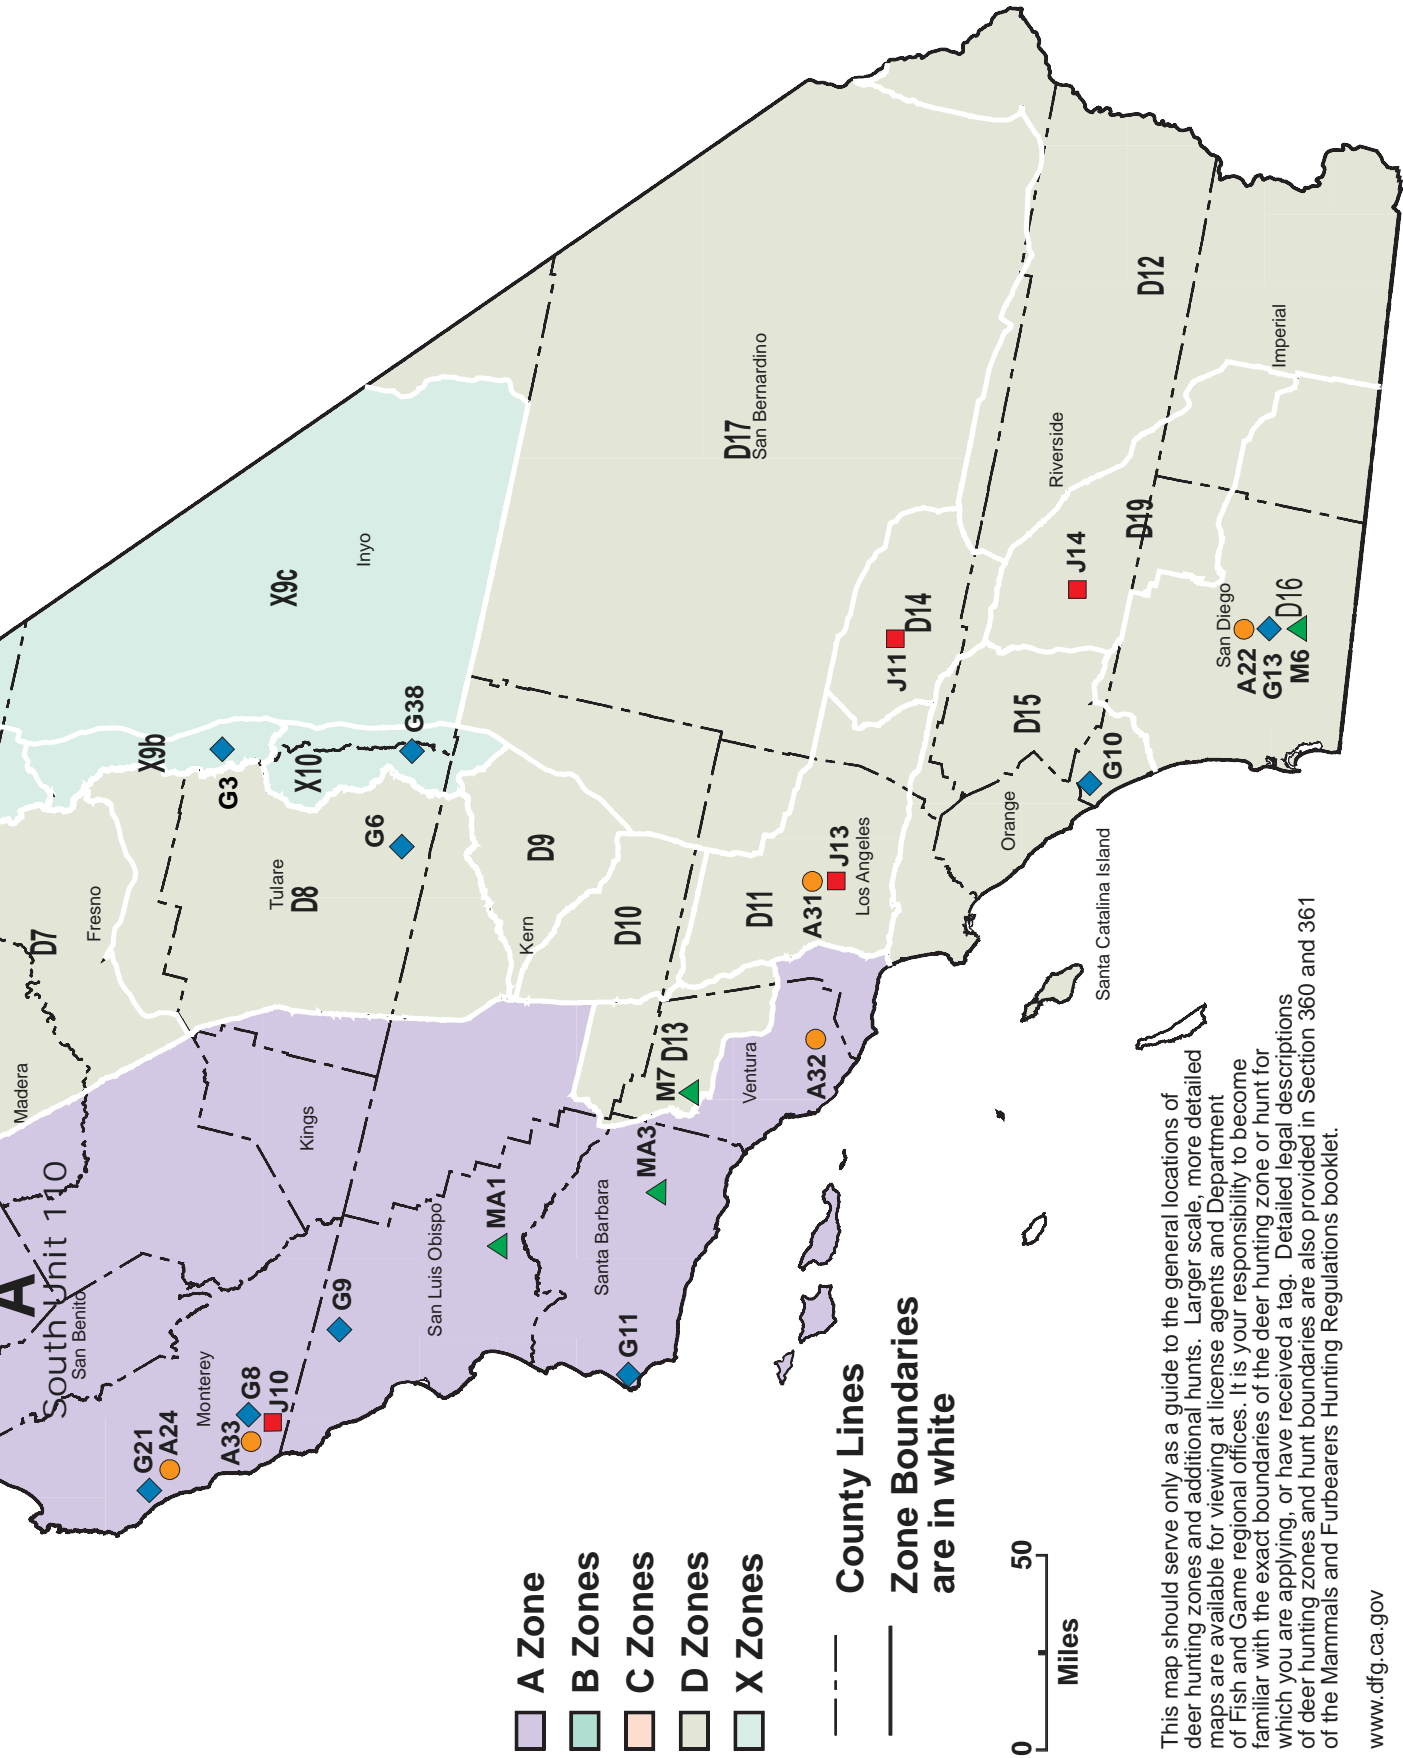 A
South Unit 110
San Benito
Madera
D7
Fresno
Monterey
G21
A24
A33
G8
J10
G9
Kings
Tulare
D8
G6
X9b
G3
X10
G38
X9c
Inyo
San Luis Obispo
MA1
Santa Barbara
MA3
G11
Kern
D9
D10
M7
D13
Ventura
A32
D11
A31
J13
Los Angeles
D17
San Bernardino
J11
D14
Orange
D15
G10
Riverside
J14
D19
D12
Imperial
San Diego
A22
G13
M6
D16
Santa Catalina Island
A Zone
B Zones
C Zones
D Zones
X Zones
County Lines
Zone Boundaries
are in white
0
50
Miles
This map should serve only as a guide to the general locations of
deer hunting zones and additional hunts. Larger scale, more detailed
maps are available for viewing at license agents and Department
of Fish and Game regional offices. It is your responsibility to become
familiar with the exact boundaries of the deer hunting zone or hunt for
which you are applying, or have received a tag. Detailed legal descriptions
of deer hunting zones and hunt boundaries are also provided in Section 360 and 361
of the Mammals and Furbearers Hunting Regulations booklet.
www.dfg.ca.gov